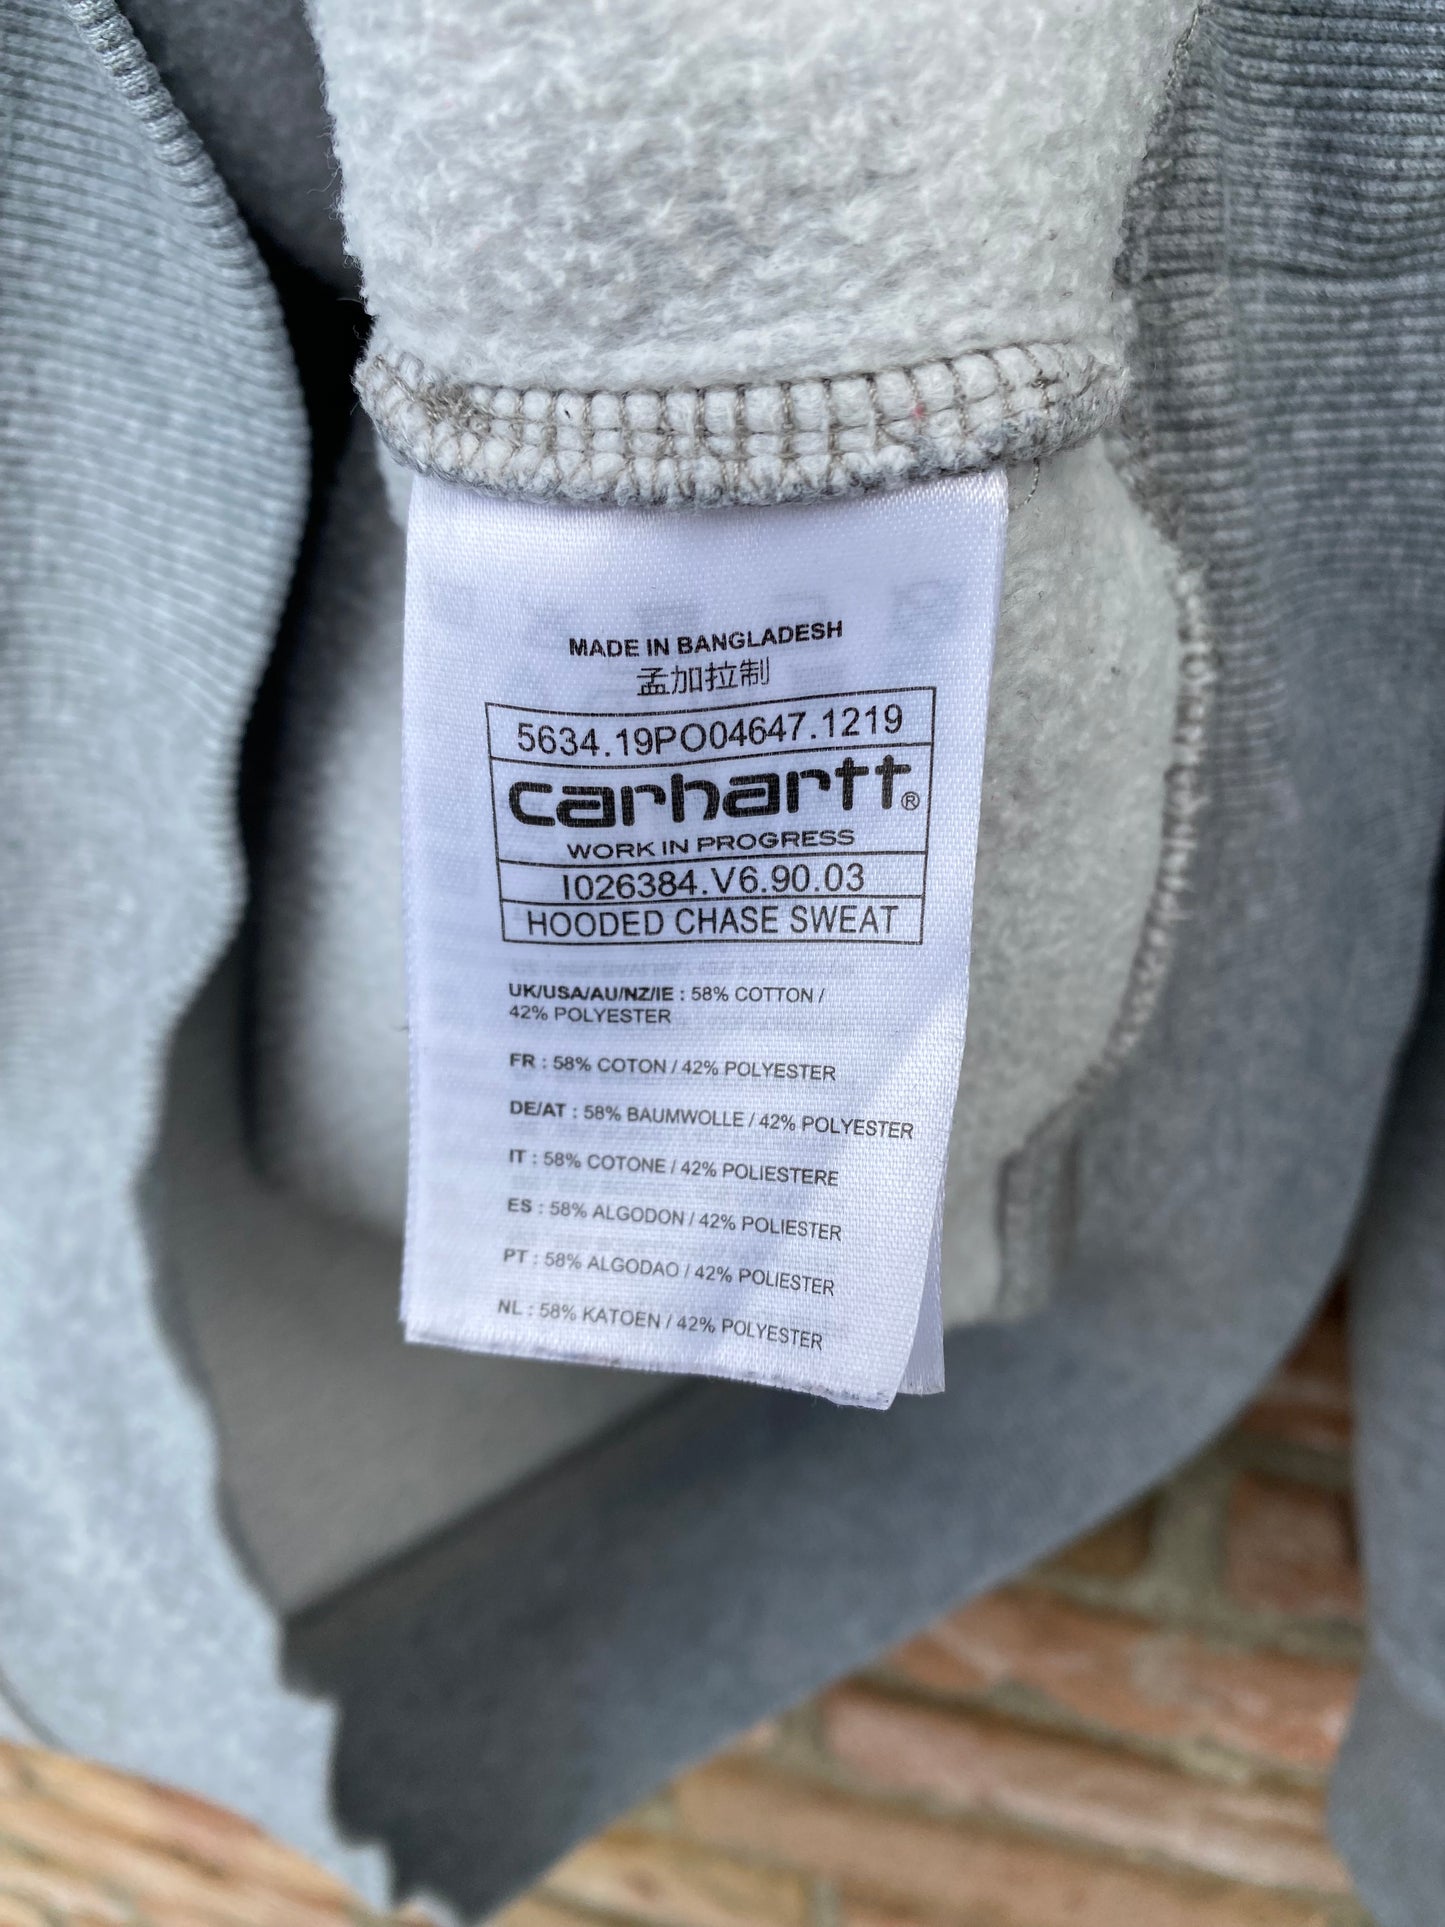 MADE IN BANGLADESH
孟加拉制
5634.19PO04647.1219
carhartt®
WORK IN PROGRESS
I026384.V6.90.03
HOODED CHASE SWEAT
UK/USA/AU/NZ/IE : 58% COTTON /
42% POLYESTER
FR : 58% COTON / 42% POLYESTER
DE/AT : 58% BAUMWOLLE / 42% POLYESTER
IT : 58% COTONE / 42% POLIESTERE
ES : 58% ALGODON / 42% POLIESTER
PT : 58% ALGODAO / 42% POLIESTER
NL : 58% KATOEN / 42% POLYESTER